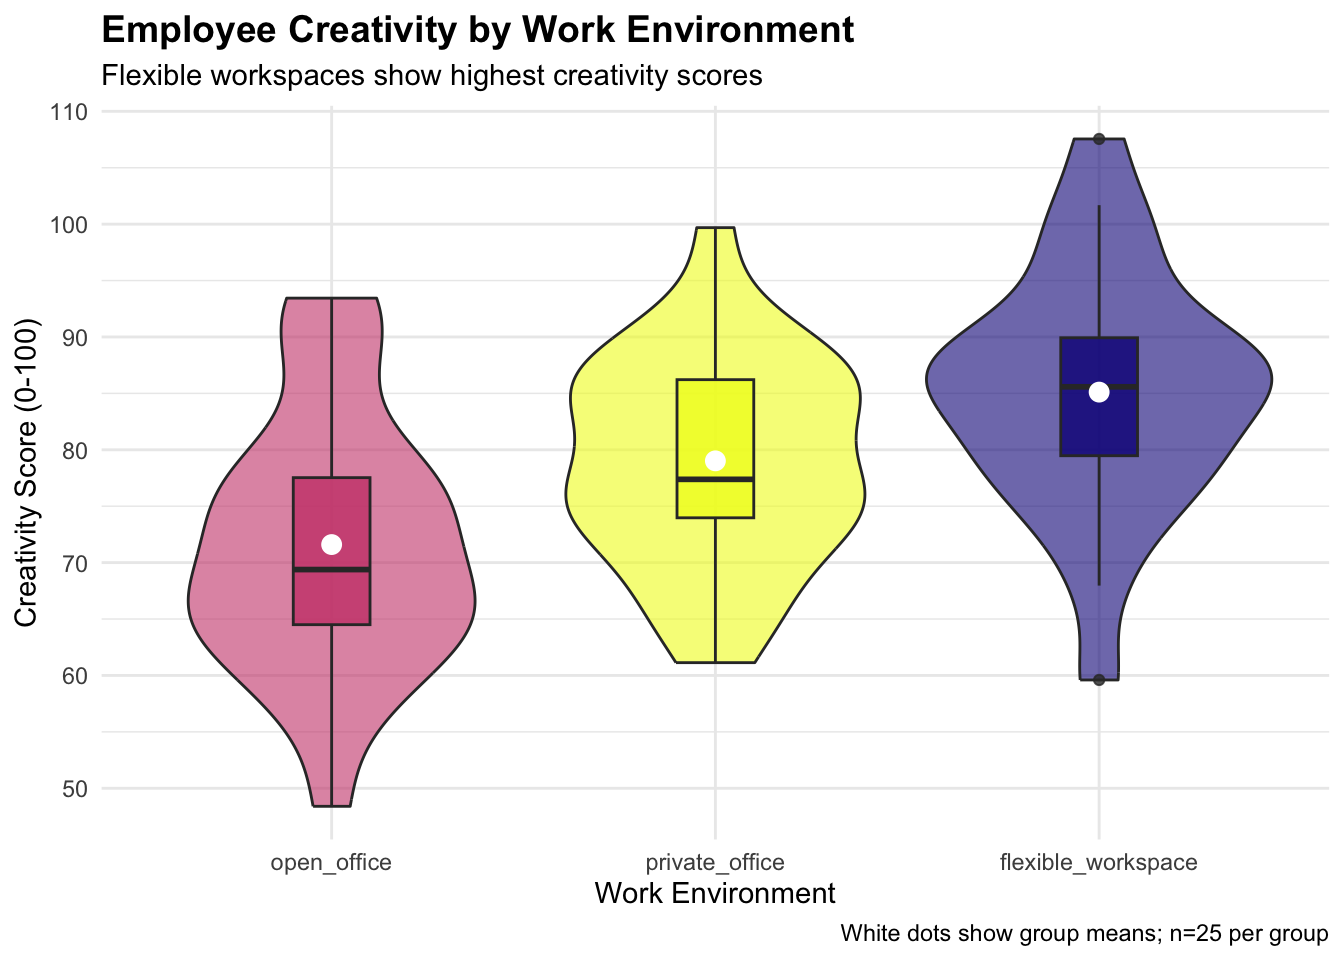 Employee Creativity by Work Environment
Flexible workspaces show highest creativity scores
Creativity Score (0-100)
110
100
90
80
70
60
50
open_office private_office flexible_workspace
Work Environment
White dots show group means; n=25 per group